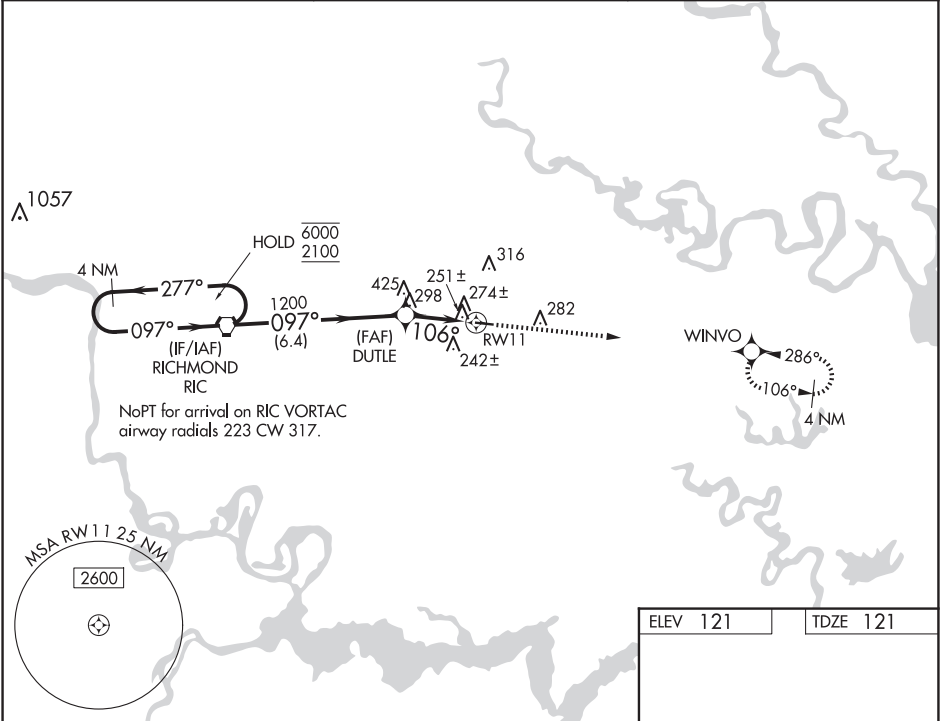 1057
HOLD 6000
2100
4 NM
277°
316
425
298
251±
274±
1200
097°
097°
(6.4)
106°
282
RW11
242±
(IF/IAF)
RICHMOND
RIC
(FAF)
DUTLE
WINVO
286°
106°
4 NM
NoPT for arrival on RIC VORTAC
airway radials 223 CW 317.
MSA RW11 25 NM
2600
ELEV 121
TDZE 121